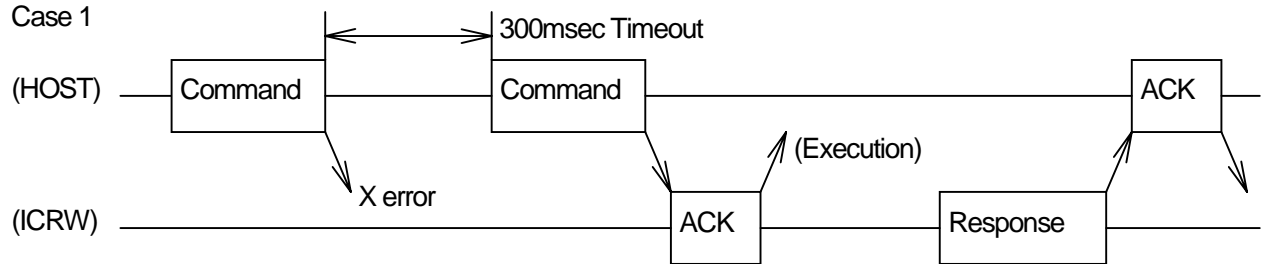 Case 1
300msec Timeout
(HOST) Command Command ACK
(Execution)
X error
(ICRW) ACK Response